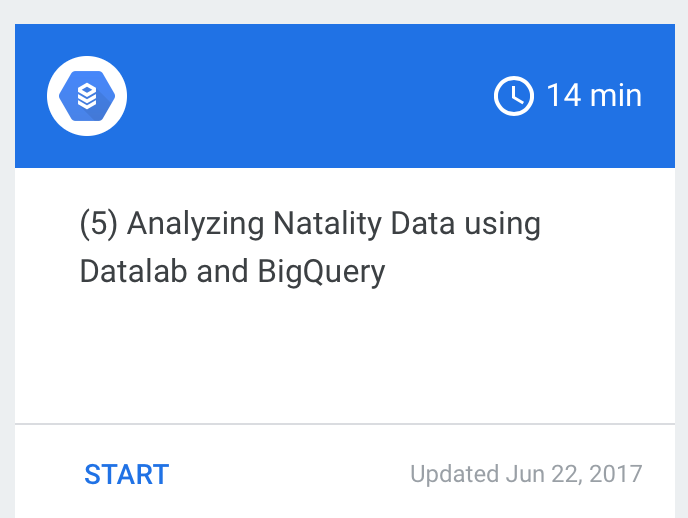 14 min
(5) Analyzing Natality Data using
Datalab and BigQuery
START
Updated Jun 22, 2017